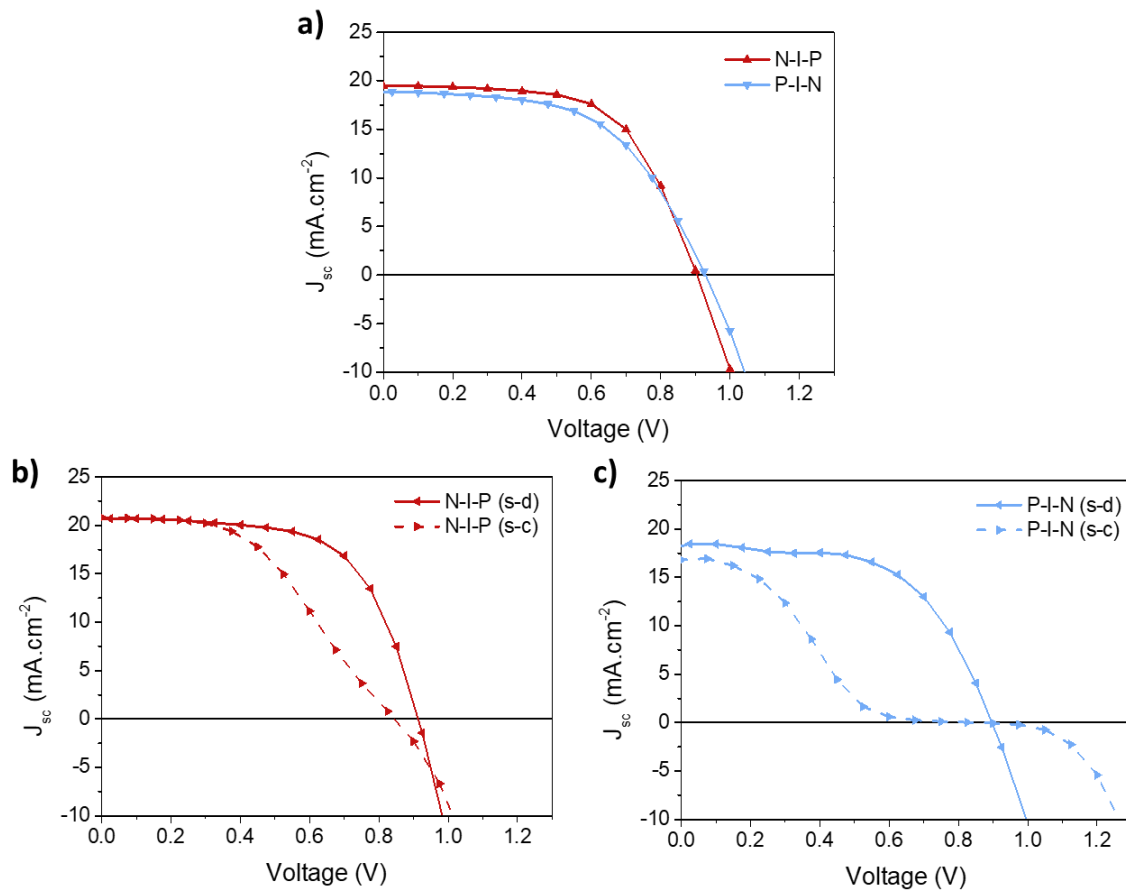 a)
25
20
15
10
5
0
-5
-10
J_sc (mA.cm⁻²)
N-I-P
P-I-N
0.0 0.2 0.4 0.6 0.8 1.0 1.2
Voltage (V)
b)
25
20
15
10
5
0
-5
-10
J_sc (mA.cm⁻²)
N-I-P (s-d)
N-I-P (s-c)
0.0 0.2 0.4 0.6 0.8 1.0 1.2
Voltage (V)
c)
25
20
15
10
5
0
-5
-10
J_sc (mA.cm⁻²)
P-I-N (s-d)
P-I-N (s-c)
0.0 0.2 0.4 0.6 0.8 1.0 1.2
Voltage (V)